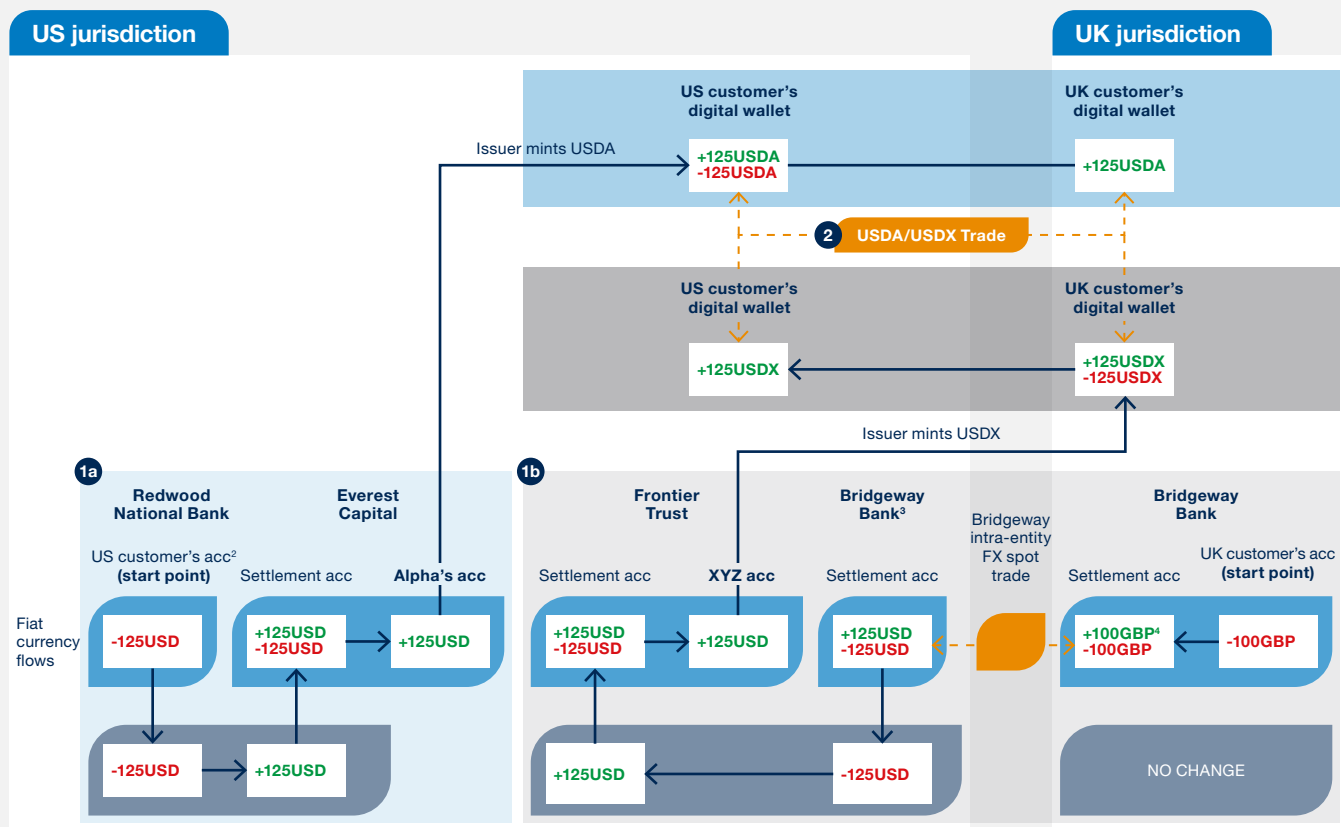 US jurisdiction
UK jurisdiction
US customer's
digital wallet
UK customer's
digital wallet
Issuer mints USDA
+125USDA
-125USDA
+125USDA
2
USDA/USDX Trade
US customer's
digital wallet
UK customer's
digital wallet
+125USDX
+125USDX
-125USDX
Issuer mints USDX
1a
Redwood
National Bank
Everest
Capital
US customer's acc²
(start point)
Settlement acc
Alpha's acc
1b
Frontier
Trust
Bridgeway
Bank³
Settlement acc
XYZ acc
Settlement acc
Bridgeway
intra-entity
FX spot
trade
Bridgeway
Bank
Settlement acc
UK customer's acc
(start point)
Fiat
currency
flows
-125USD
+125USD
-125USD
+125USD
+125USD
-125USD
+125USD
+125USD
-125USD
+100GBP⁴
-100GBP
-100GBP
-125USD
+125USD
+125USD
-125USD
NO CHANGE